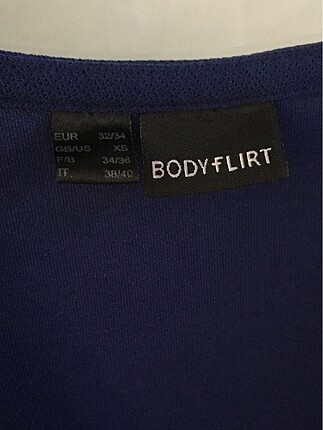 EUR 32/34
GB/US XS
F/B 34/36
IT. 38/40
BODYFLIRT